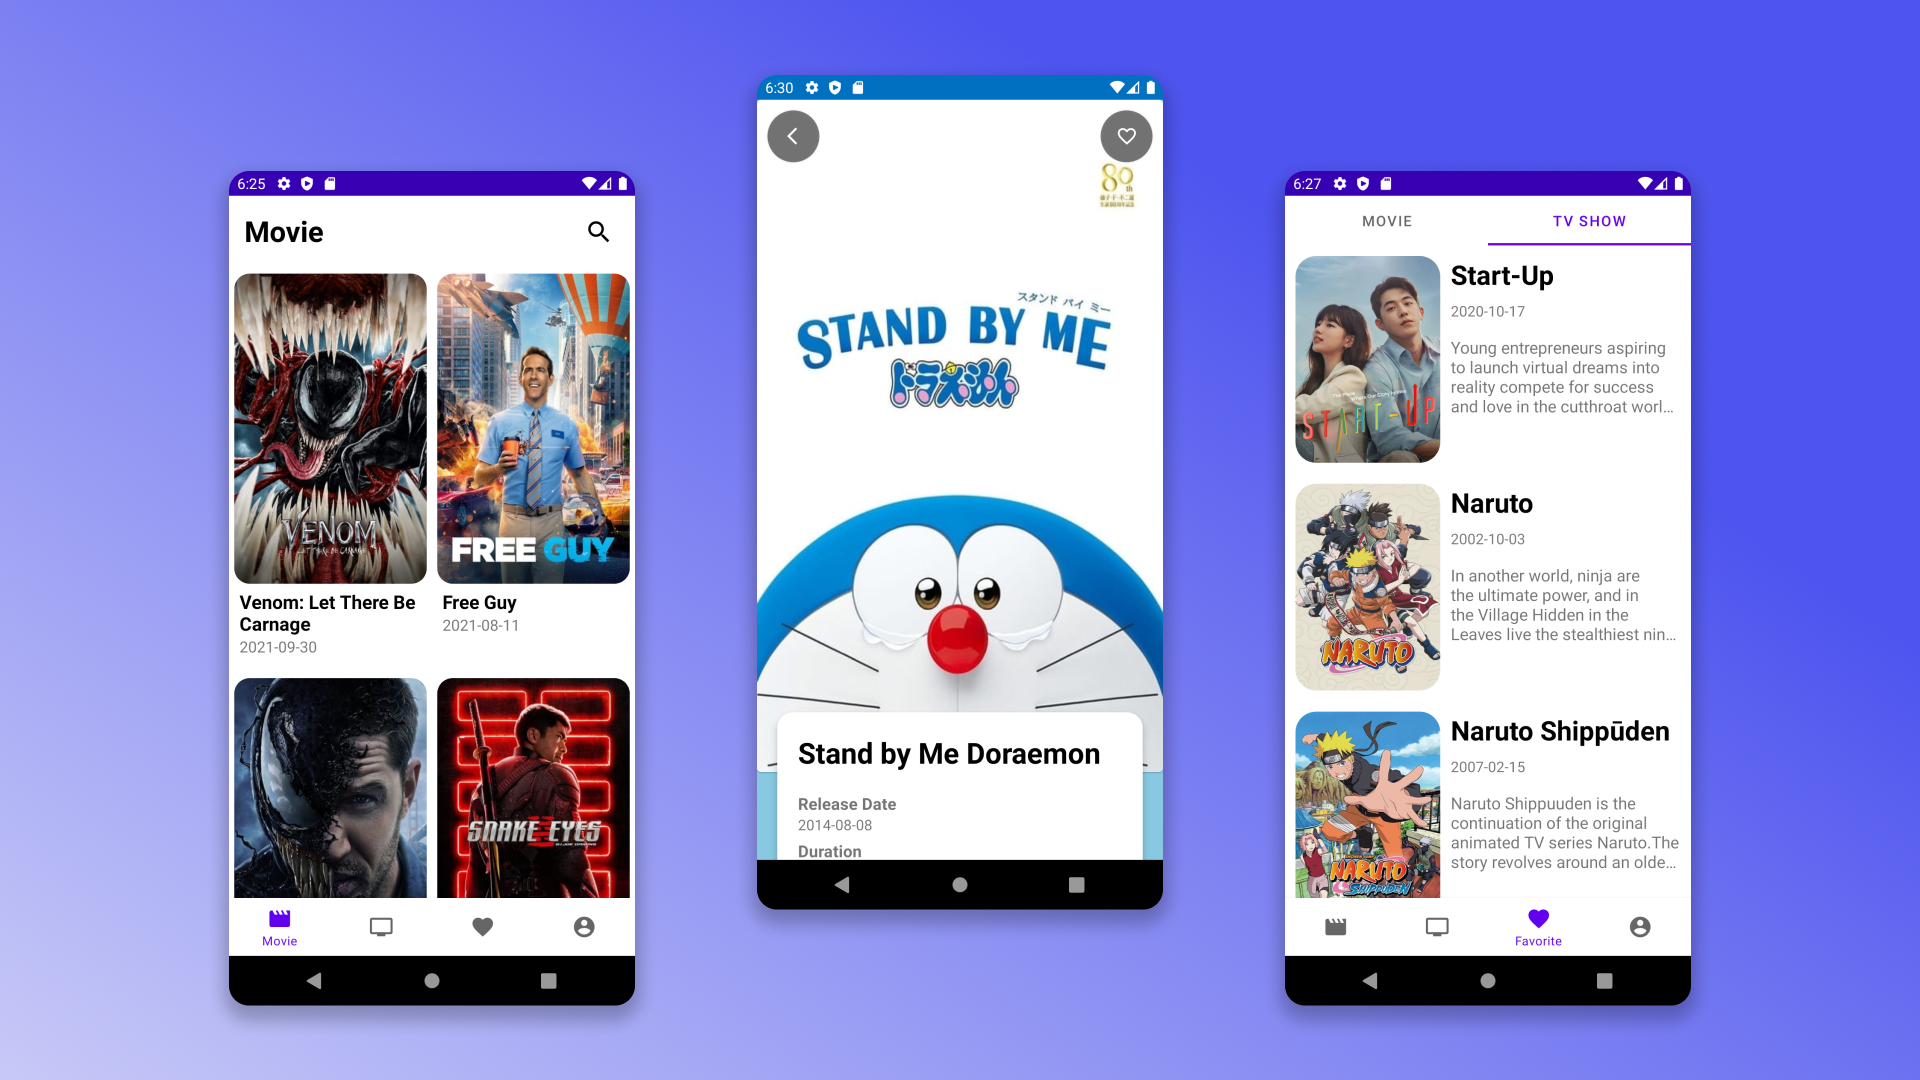 6:25
Movie
VENOM
LET THERE BE CARNAGE
FREE GUY
Venom: Let There Be
Carnage
2021-09-30
Free Guy
2021-08-11
SNAKE EYES
Movie
6:30
80th
スタンド バイ ミー
STAND BY ME
ドラえもん
Stand by Me Doraemon
Release Date
2014-08-08
Duration
6:27
MOVIE
TV SHOW
START-UP
Start-Up
2020-10-17
Young entrepreneurs aspiring
to launch virtual dreams into
reality compete for success
and love in the cutthroat worl...
NARUTO
Naruto
2002-10-03
In another world, ninja are
the ultimate power, and in
the Village Hidden in the
Leaves live the stealthiest nin...
NARUTO
SHIPPUDEN
Naruto Shippūden
2007-02-15
Naruto Shippuuden is the
continuation of the original
animated TV series Naruto.The
story revolves around an olde...
Favorite